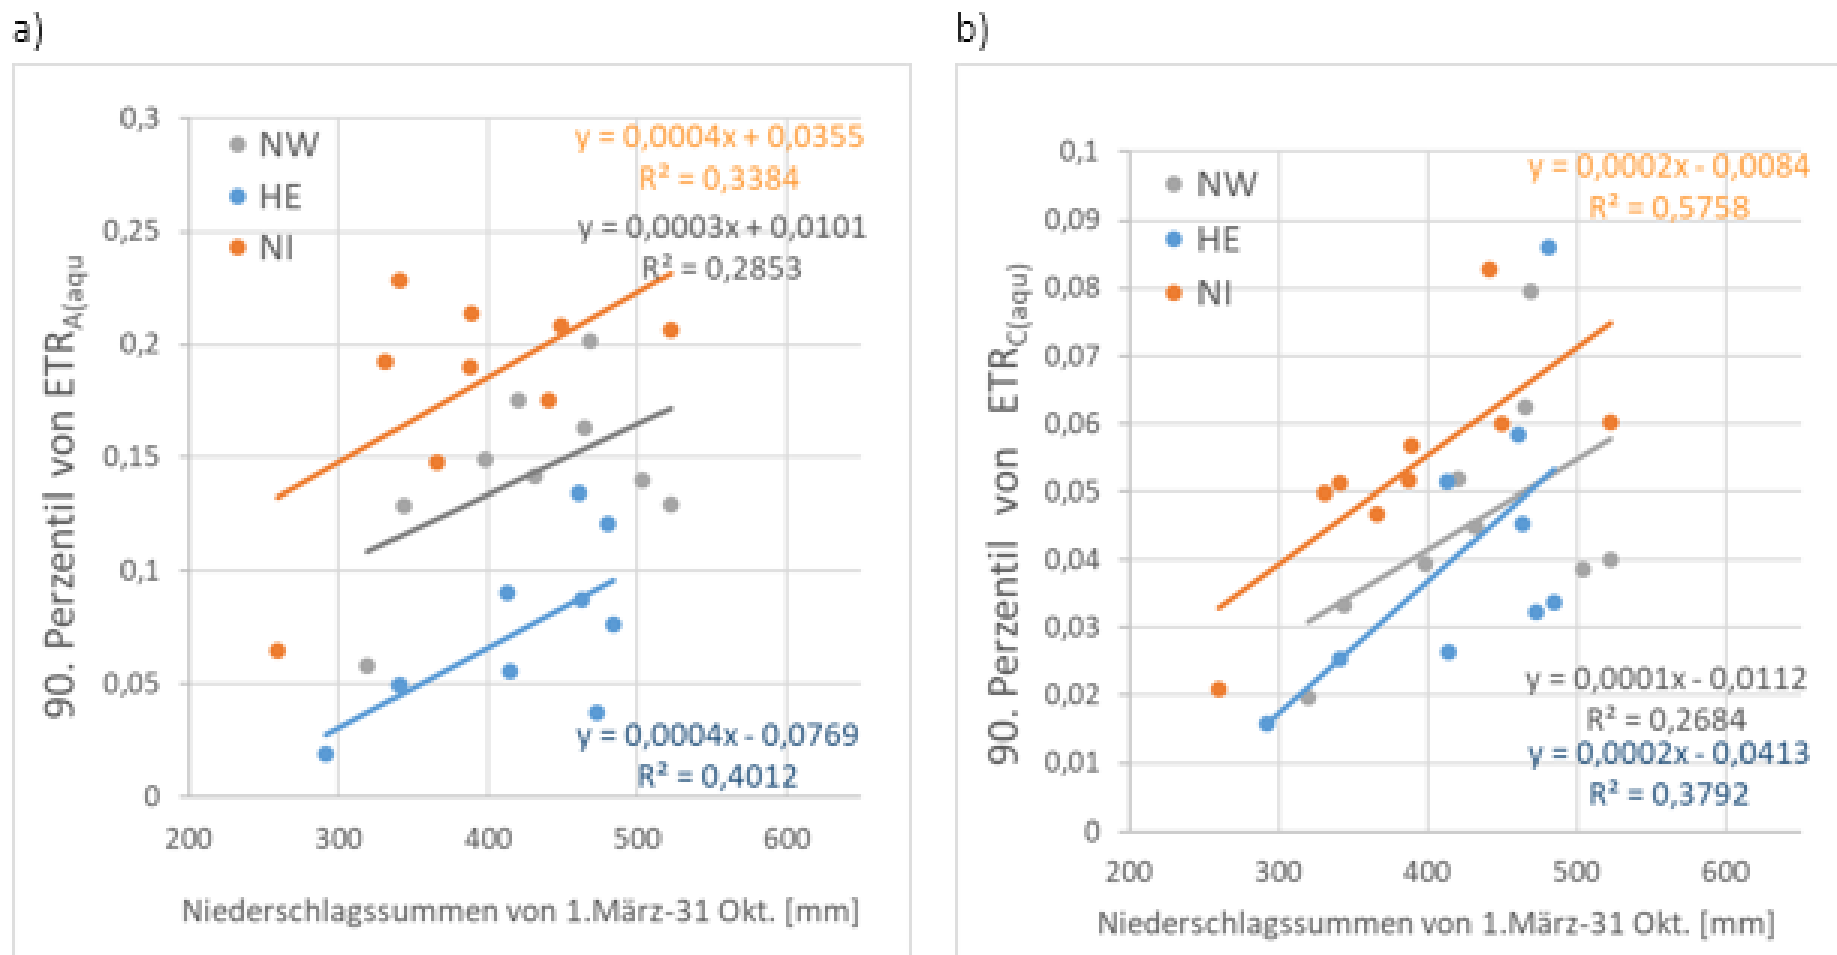 a)
0,3
0,25
0,2
0,15
0,1
0,05
0
90. Perzentil von ETRA(aqu
NW
HE
NI
y = 0,0004x + 0,0355
R² = 0,3384
y = 0,0003x + 0,0101
R² = 0,2853
y = 0,0004x - 0,0769
R² = 0,4012
200 300 400 500 600
Niederschlagssummen von 1.März-31 Okt. [mm]
b)
0,1
0,09
0,08
0,07
0,06
0,05
0,04
0,03
0,02
0,01
0
90. Perzentil von ETRC(aqu)
NW
HE
NI
y = 0,0002x - 0,0084
R² = 0,5758
y = 0,0001x - 0,0112
R² = 0,2684
y = 0,0002x - 0,0413
R² = 0,3792
200 300 400 500 600
Niederschlagssummen von 1.März-31 Okt. [mm]